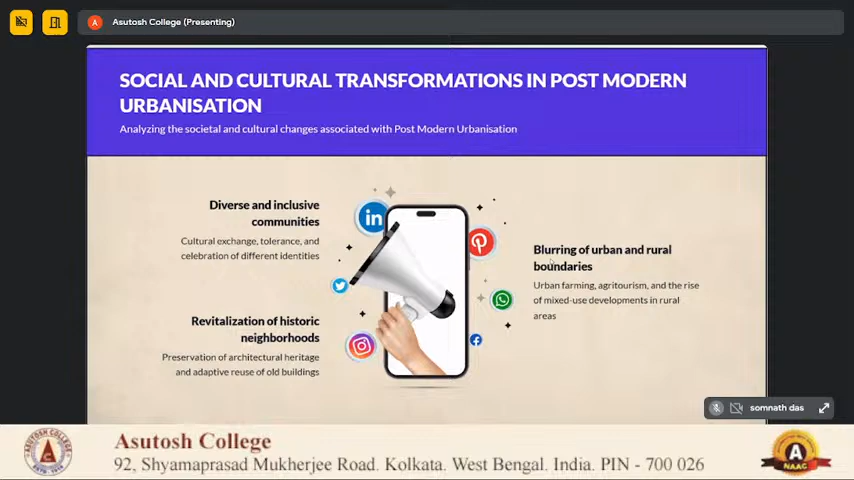 Asutosh College (Presenting)
SOCIAL AND CULTURAL TRANSFORMATIONS IN POST MODERN
URBANISATION
Analyzing the societal and cultural changes associated with Post Modern Urbanisation
Diverse and inclusive
communities
Cultural exchange, tolerance, and
celebration of different identities
Revitalization of historic
neighborhoods
Preservation of architectural heritage
and adaptive reuse of old buildings
Blurring of urban and rural
boundaries
Urban farming, agritourism, and the rise
of mixed-use developments in rural
areas
somnath das
Asutosh College
92, Shyamaprasad Mukherjee Road, Kolkata, West Bengal, India, PIN - 700 026
ASUTOSH COLLEGE
A
NAAC